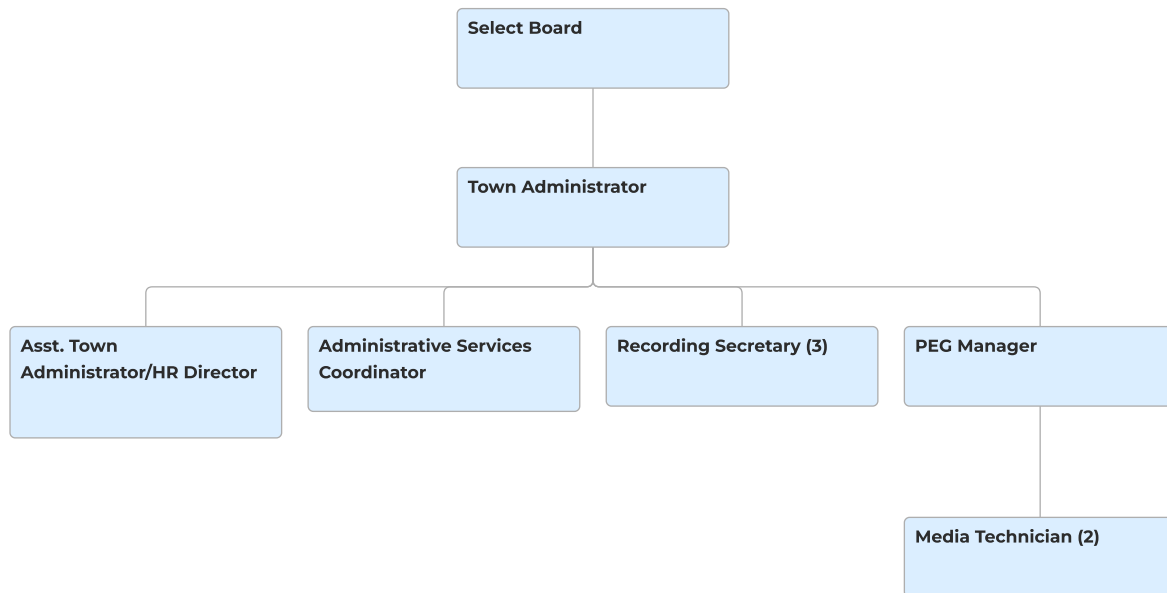 Select Board
Town Administrator
Asst. Town
Administrator/HR Director
Administrative Services
Coordinator
Recording Secretary (3)
PEG Manager
Media Technician (2)